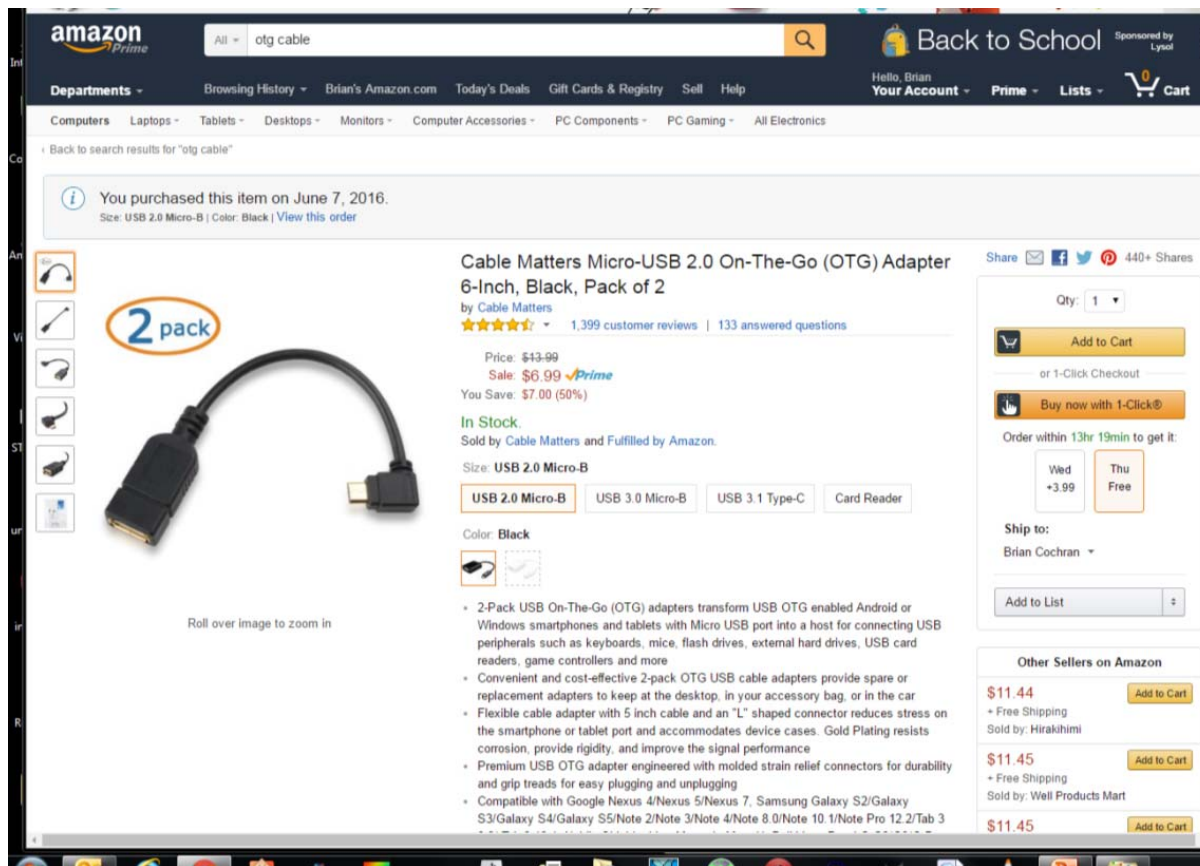 amazon
Prime
All
otg cable
Back to School
Sponsored by
Lysol
Departments
Browsing History
Brian's Amazon.com
Today's Deals
Gift Cards & Registry
Sell
Help
Hello, Brian
Your Account
Prime
Lists
0
Cart
Computers
Laptops
Tablets
Desktops
Monitors
Computer Accessories
PC Components
PC Gaming
All Electronics
‹ Back to search results for "otg cable"
You purchased this item on June 7, 2016.
Size: USB 2.0 Micro-B | Color: Black | View this order
2 pack
Roll over image to zoom in
Cable Matters Micro-USB 2.0 On-The-Go (OTG) Adapter
6-Inch, Black, Pack of 2
by Cable Matters
1,399 customer reviews | 133 answered questions
Price: $13.99
Sale: $6.99 Prime
You Save: $7.00 (50%)
In Stock.
Sold by Cable Matters and Fulfilled by Amazon.
Size: USB 2.0 Micro-B
USB 2.0 Micro-B
USB 3.0 Micro-B
USB 3.1 Type-C
Card Reader
Color: Black
2-Pack USB On-The-Go (OTG) adapters transform USB OTG enabled Android or
Windows smartphones and tablets with Micro USB port into a host for connecting USB
peripherals such as keyboards, mice, flash drives, external hard drives, USB card
readers, game controllers and more
Convenient and cost-effective 2-pack OTG USB cable adapters provide spare or
replacement adapters to keep at the desktop, in your accessory bag, or in the car
Flexible cable adapter with 5 inch cable and an "L" shaped connector reduces stress on
the smartphone or tablet port and accommodates device cases. Gold Plating resists
corrosion, provide rigidity, and improve the signal performance
Premium USB OTG adapter engineered with molded strain relief connectors for durability
and grip treads for easy plugging and unplugging
Compatible with Google Nexus 4/Nexus 5/Nexus 7, Samsung Galaxy S2/Galaxy
S3/Galaxy S4/Galaxy S5/Note 2/Note 3/Note 4/Note 8.0/Note 10.1/Note Pro 12.2/Tab 3
Share
440+ Shares
Qty: 1
Add to Cart
or 1-Click Checkout
Buy now with 1-Click®
Order within 13hr 19min to get it:
Wed
+3.99
Thu
Free
Ship to:
Brian Cochran
Add to List
Other Sellers on Amazon
$11.44
Add to Cart
+ Free Shipping
Sold by: Hirakihimi
$11.45
Add to Cart
+ Free Shipping
Sold by: Well Products Mart
$11.45
Add to Cart